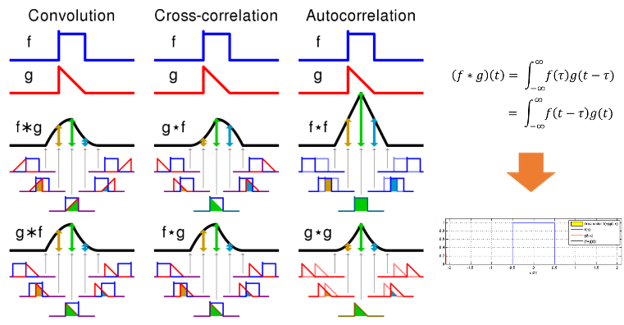 Convolution Cross-correlation Autocorrelation
f f f
g g g
f∗g g⋆f f⋆f
g∗f f⋆g g⋆g
(f ∗ g)(t) = ∫_{-∞}^{∞} f(τ)g(t − τ)
= ∫_{-∞}^{∞} f(t − τ)g(t)